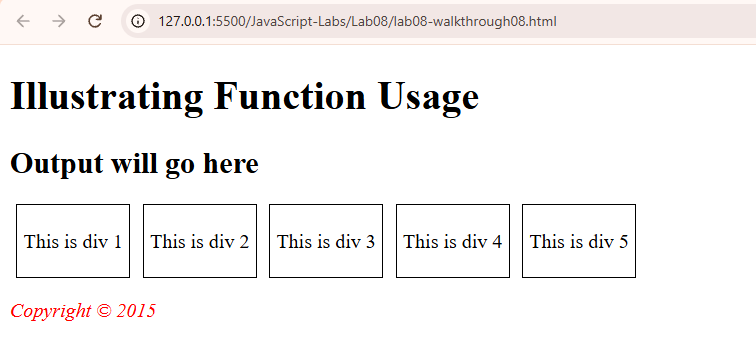 127.0.0.1:5500/JavaScript-Labs/Lab08/lab08-walkthrough08.html
Illustrating Function Usage
Output will go here
This is div 1 This is div 2 This is div 3 This is div 4 This is div 5
Copyright © 2015